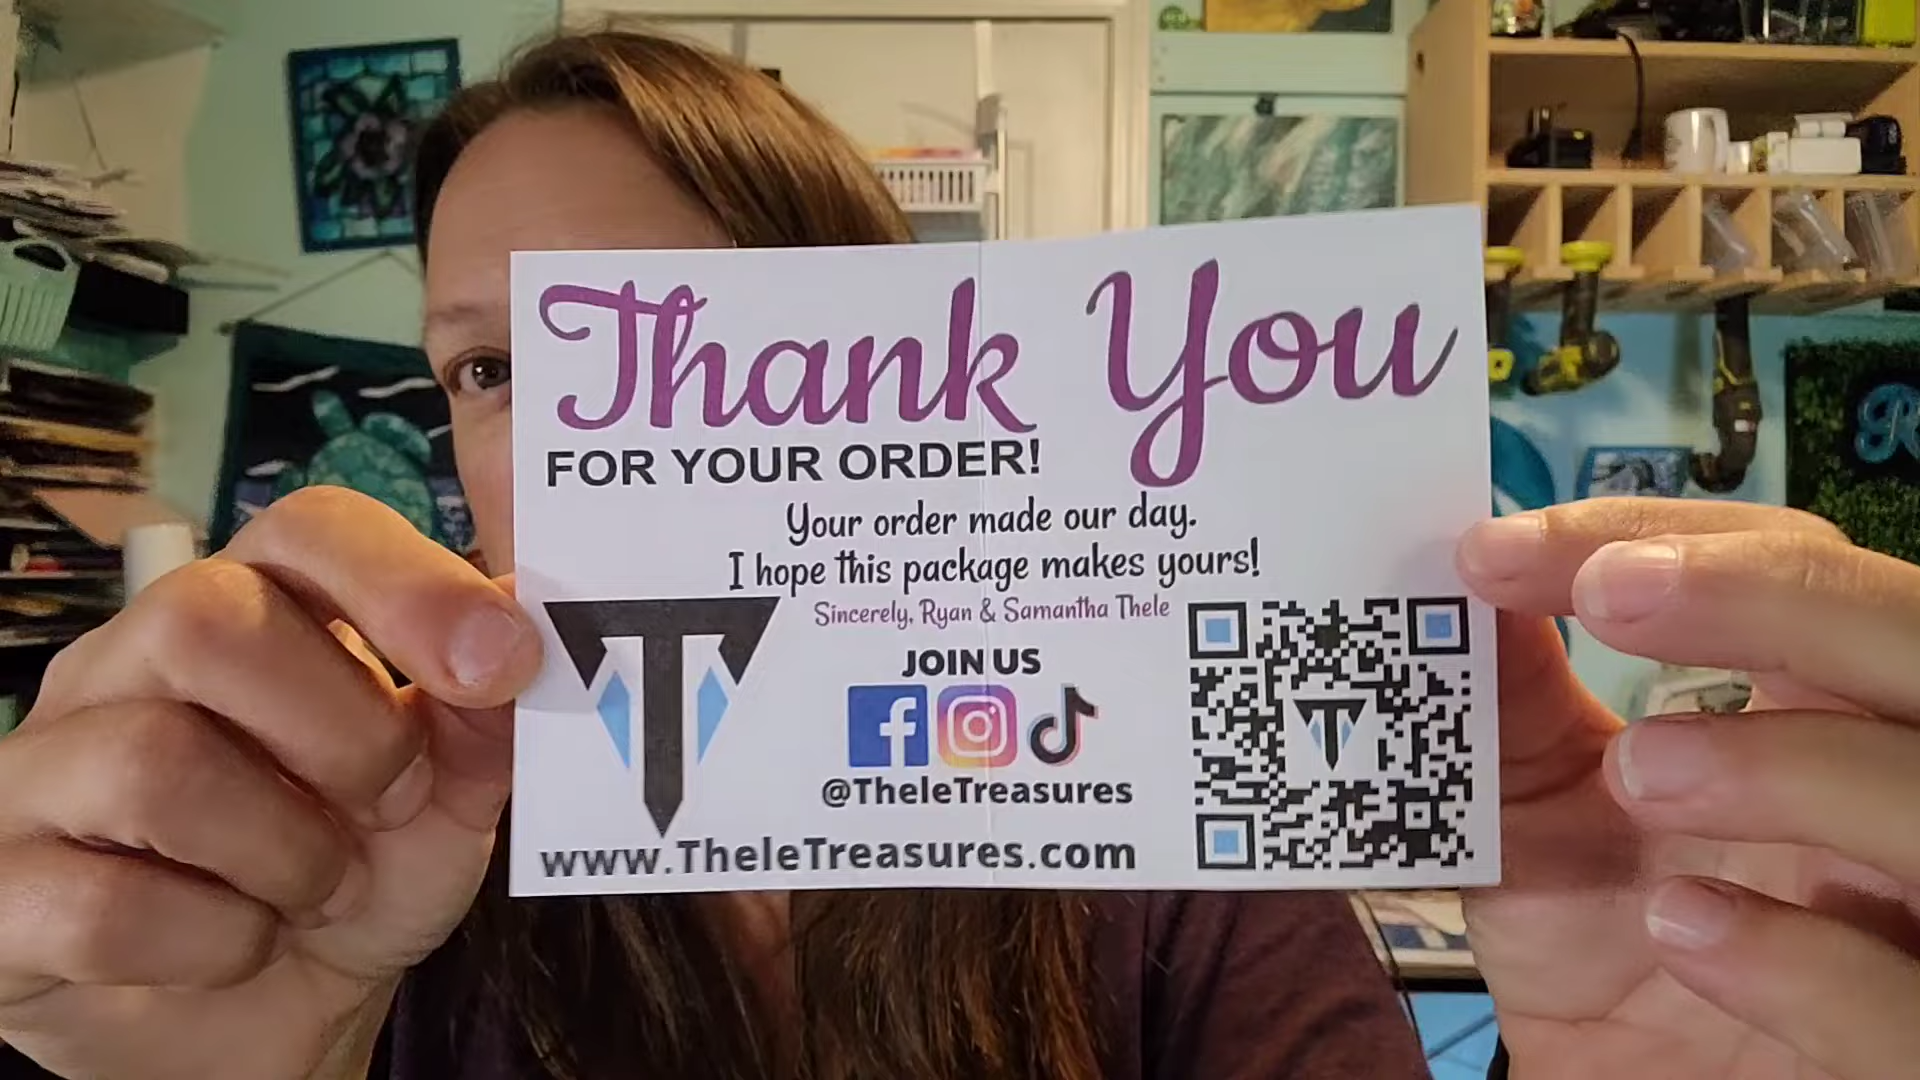 Thank You
FOR YOUR ORDER!
Your order made our day.
I hope this package makes yours!
Sincerely, Ryan & Samantha Thele
JOIN US
@TheleTreasures
www.TheleTreasures.com